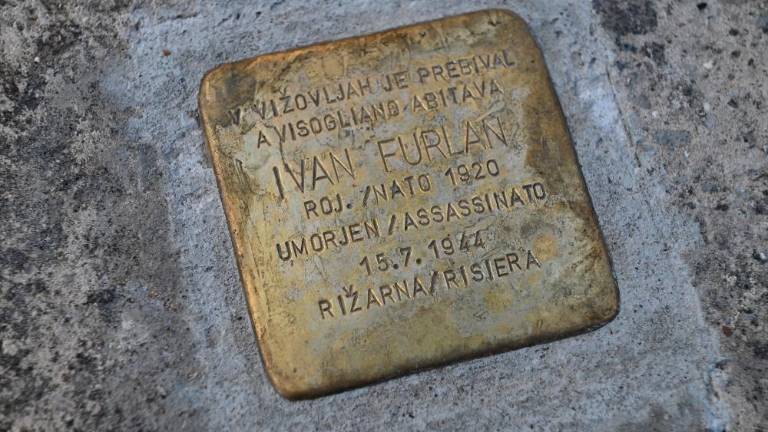 V VIŽOVLJAH JE PREBIVAL
A VISOGLIANO ABITAVA
IVAN FURLAN
ROJ. /NATO 1920
UMORJEN/ASSASSINATO
15.7.1944
RIŽARNA/RISIERA